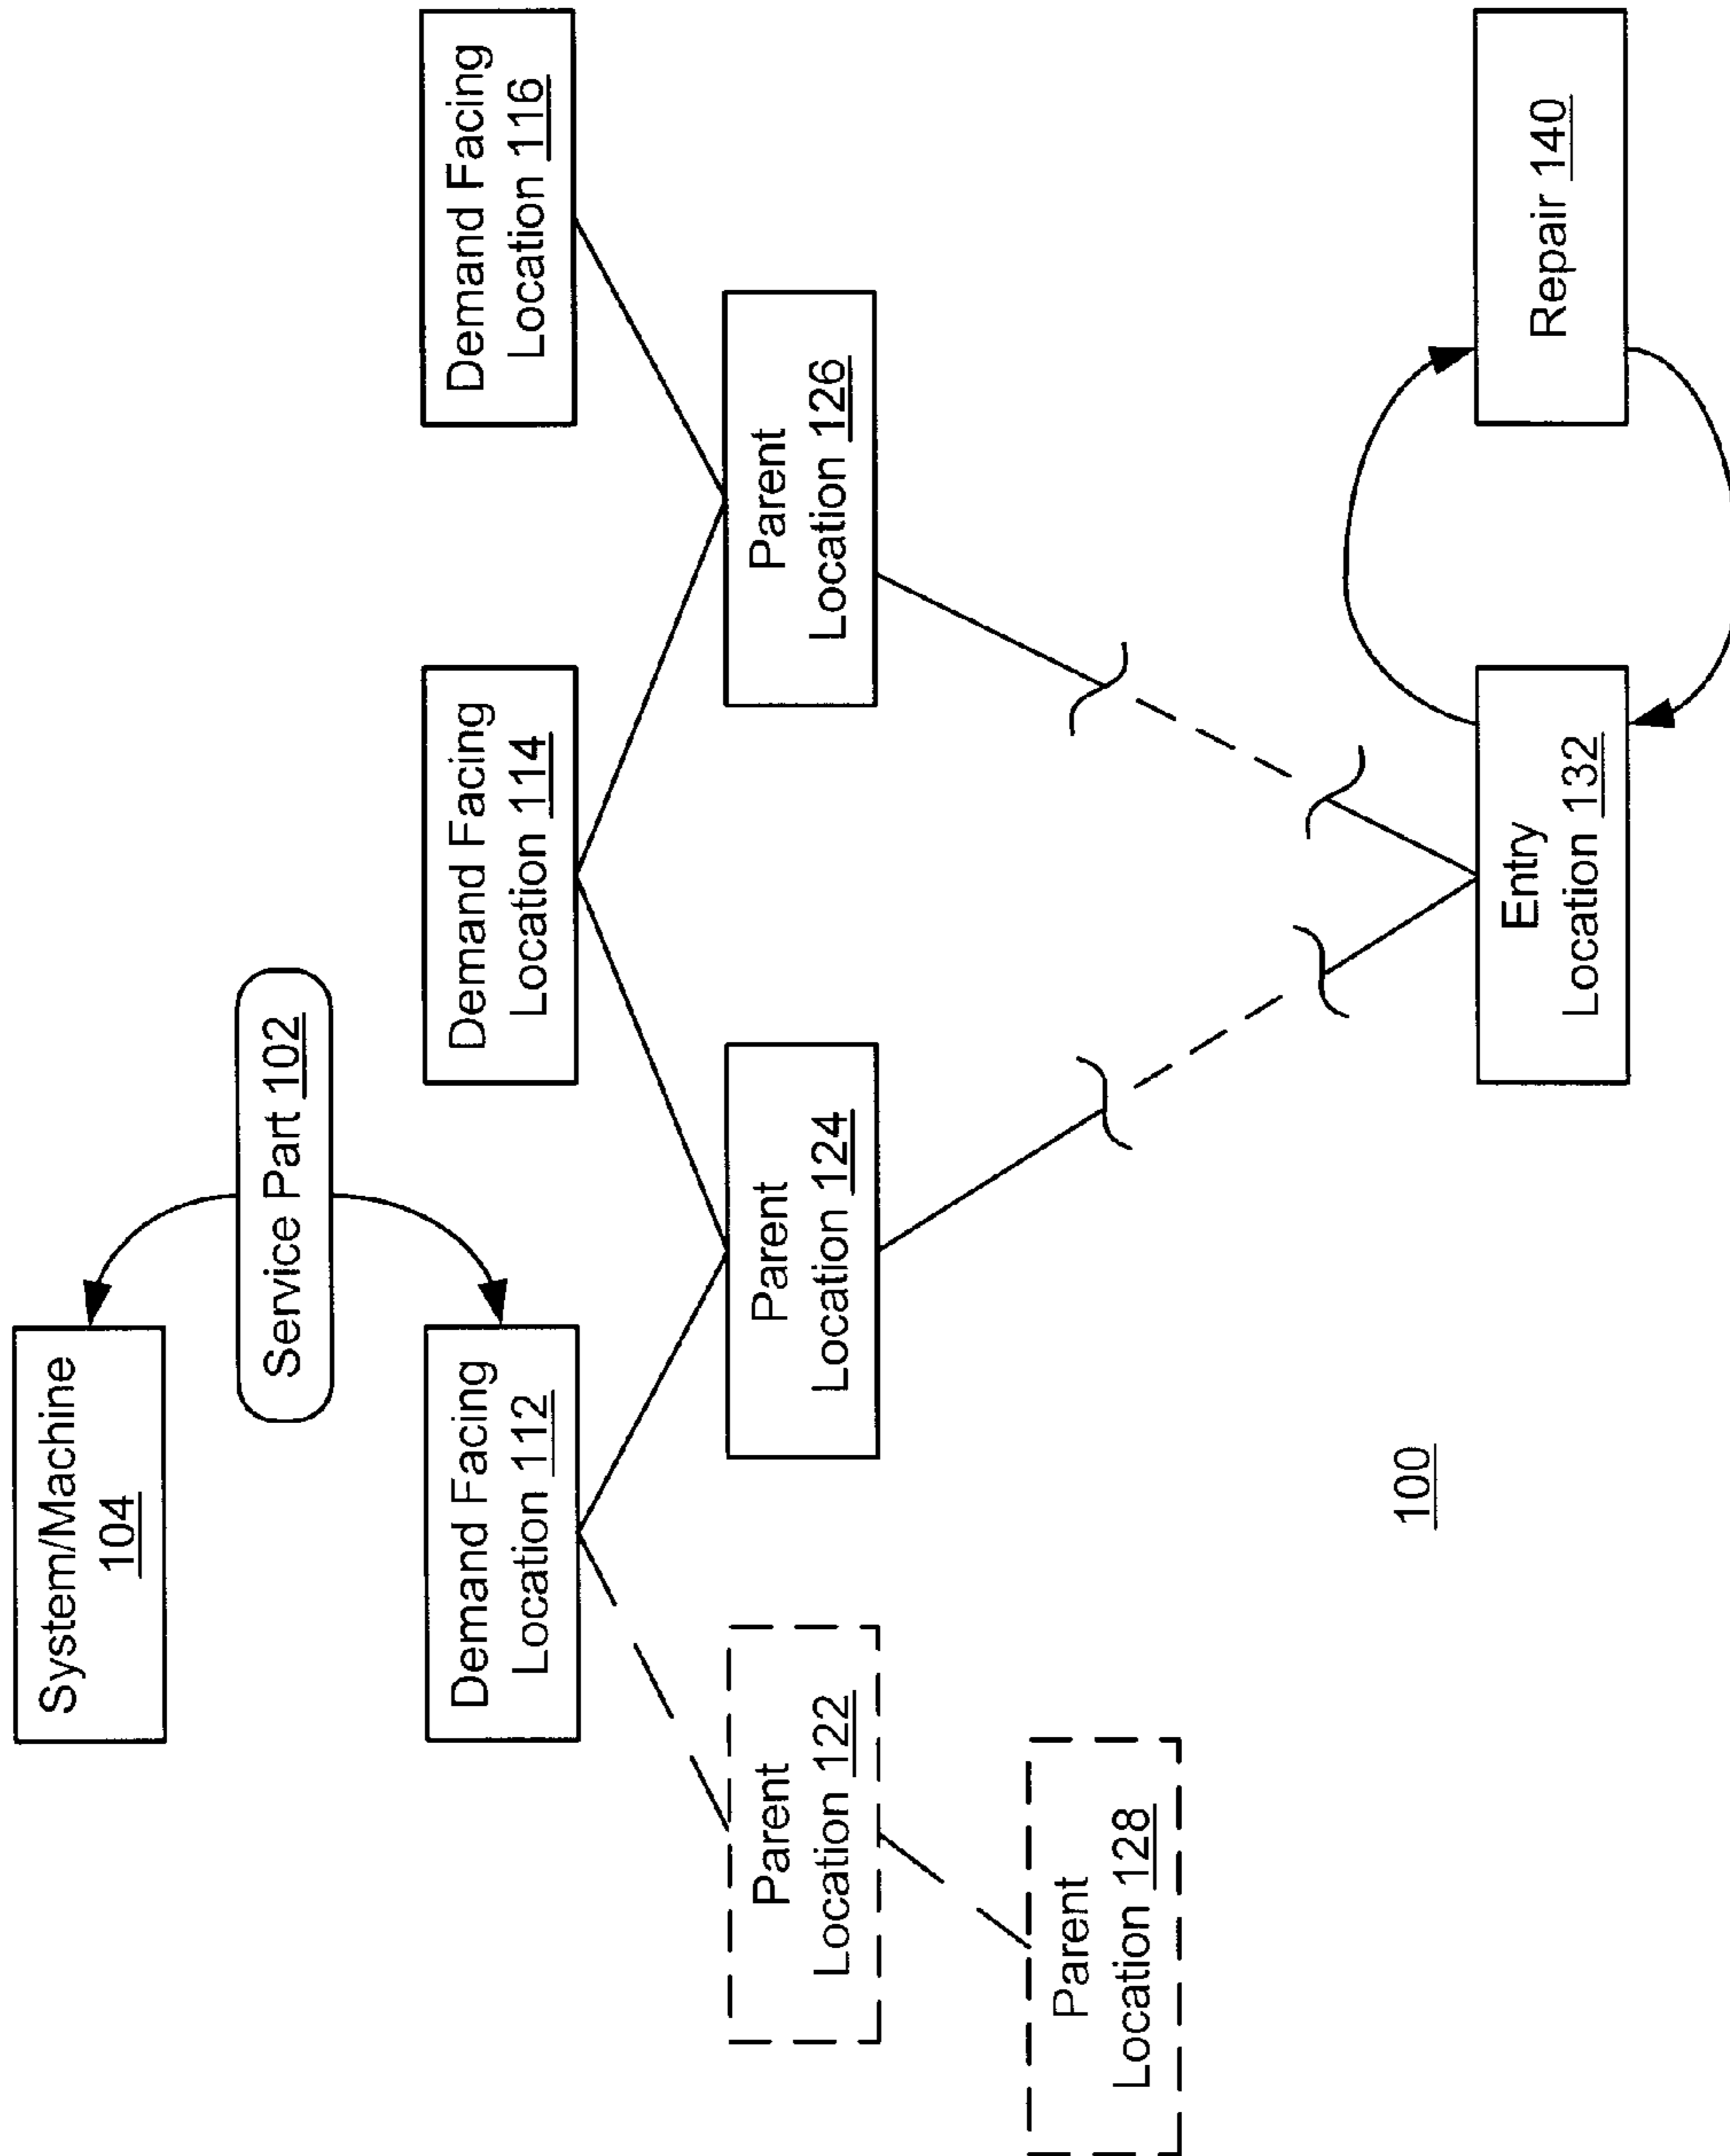 System/Machine
104
Service Part 102
Demand Facing
Location 112
Demand Facing
Location 114
Demand Facing
Location 116
Parent
Location 122
Parent
Location 124
Parent
Location 126
Parent
Location 128
Entry
Location 132
Repair 140
100